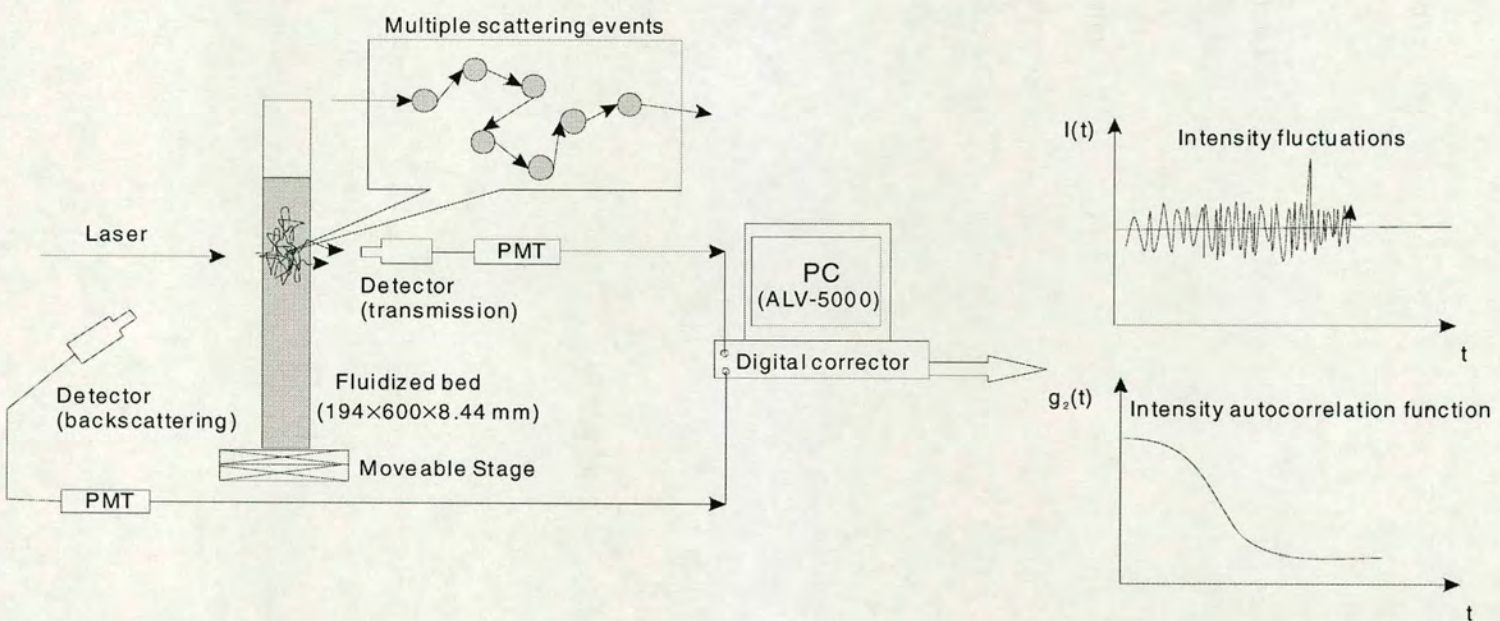 Multiple scattering events
Laser
PMT
Detector
(transmission)
PC
(ALV-5000)
Digital corrector
Detector
(backscattering)
Fluidized bed
(194×600×8.44 mm)
Moveable Stage
PMT
I(t)
Intensity fluctuations
t
g₂(t)
Intensity autocorrelation function
t